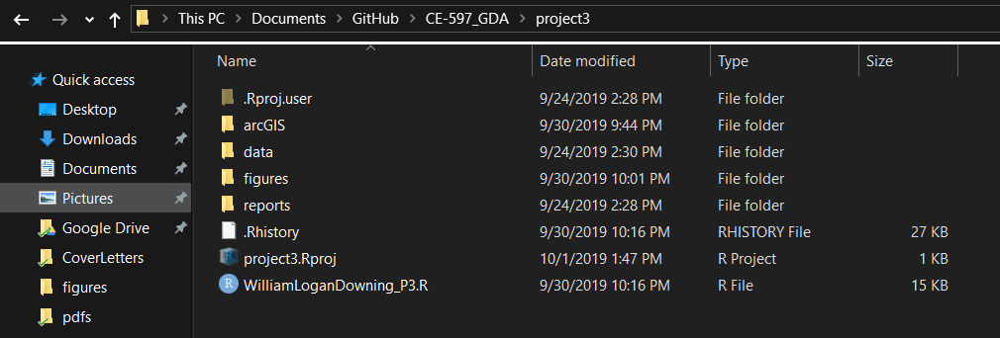 This PC > Documents > GitHub > CE-597_GDA > project3
Name Date modified Type Size
Quick access
Desktop
Downloads
Documents
Pictures
Google Drive
CoverLetters
figures
pdfs
.Rproj.user 9/24/2019 2:28 PM File folder
arcGIS 9/30/2019 9:44 PM File folder
data 9/24/2019 2:30 PM File folder
figures 9/30/2019 10:01 PM File folder
reports 9/24/2019 2:28 PM File folder
.Rhistory 9/30/2019 10:16 PM RHISTORY File 27 KB
project3.Rproj 10/1/2019 1:47 PM R Project 1 KB
R WilliamLoganDowning_P3.R 9/30/2019 10:16 PM R File 15 KB